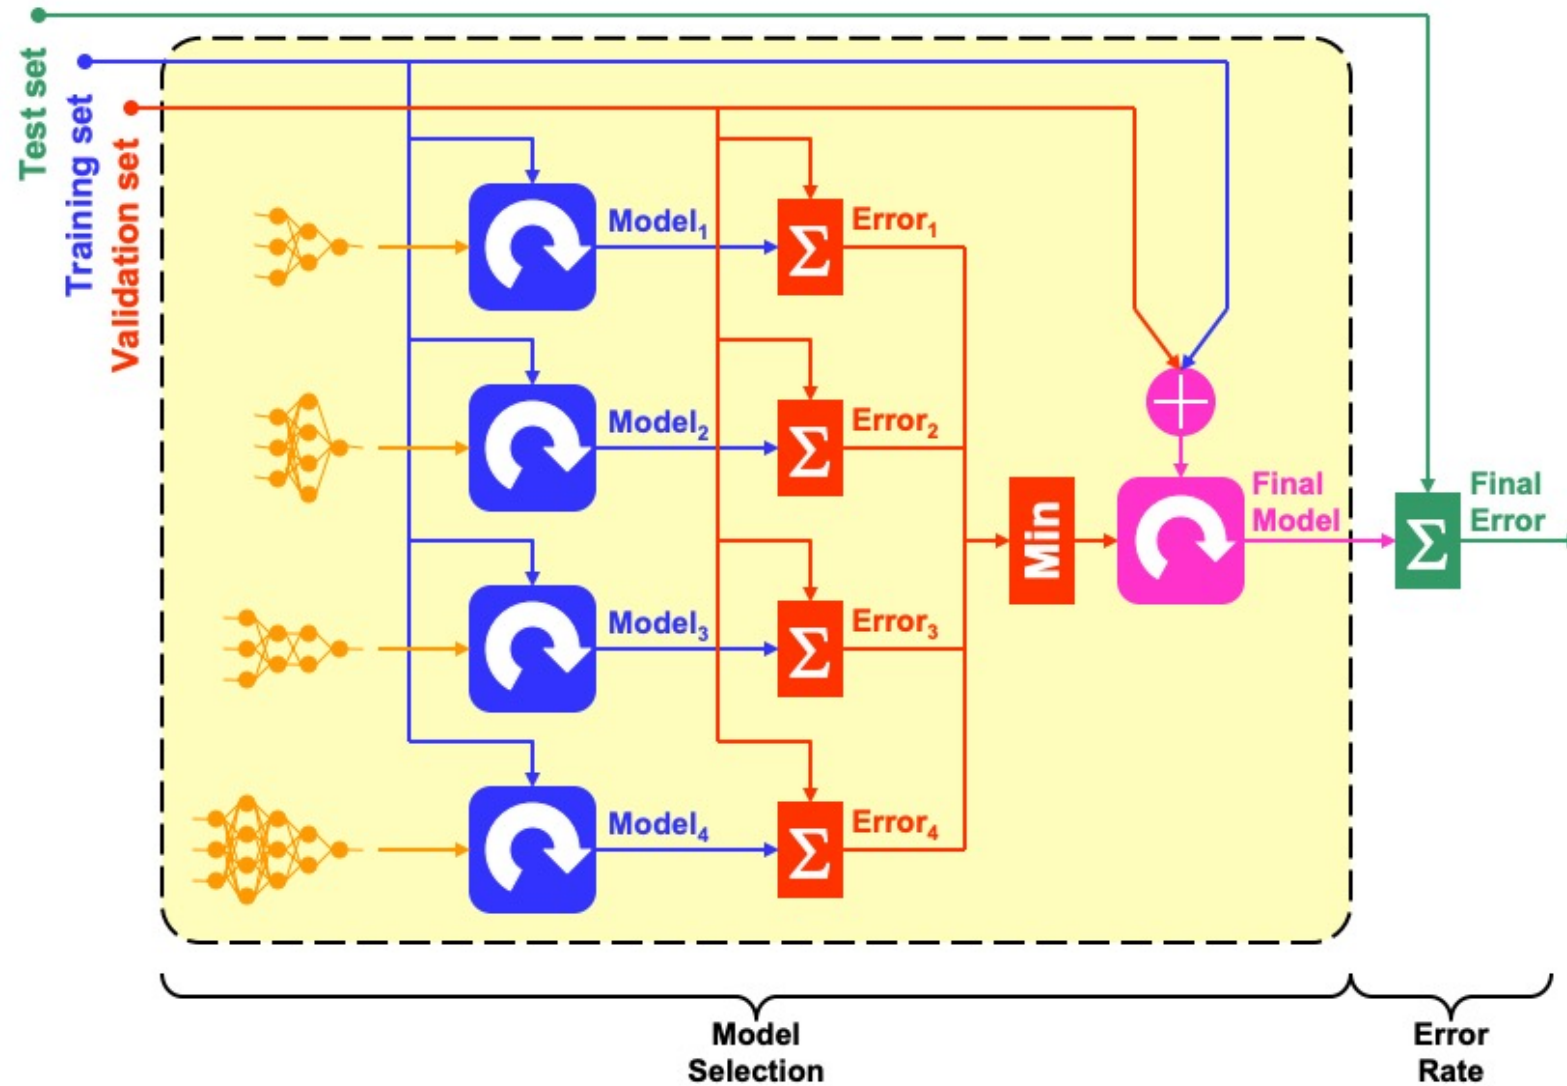 Test set
Training set
Validation set
Model₁
Σ
Error₁
Model₂
Σ
Error₂
Model₃
Σ
Error₃
Model₄
Σ
Error₄
Min
Final
Model
Σ
Final
Error
Model
Selection
Error
Rate